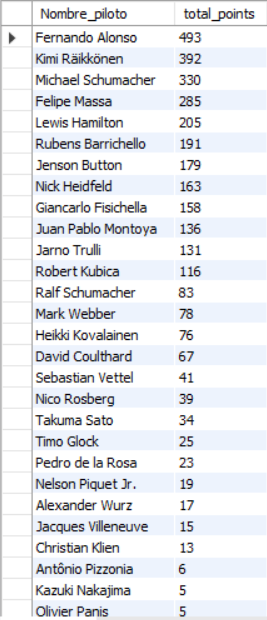 Nombre_piloto total_points
Fernando Alonso 493
Kimi Räikkönen 392
Michael Schumacher 330
Felipe Massa 285
Lewis Hamilton 205
Rubens Barrichello 191
Jenson Button 179
Nick Heidfeld 163
Giancarlo Fisichella 158
Juan Pablo Montoya 136
Jarno Trulli 131
Robert Kubica 116
Ralf Schumacher 83
Mark Webber 78
Heikki Kovalainen 76
David Coulthard 67
Sebastian Vettel 41
Nico Rosberg 39
Takuma Sato 34
Timo Glock 25
Pedro de la Rosa 23
Nelson Piquet Jr. 19
Alexander Wurz 17
Jacques Villeneuve 15
Christian Klien 13
Antônio Pizzonia 6
Kazuki Nakajima 5
Olivier Panis 5